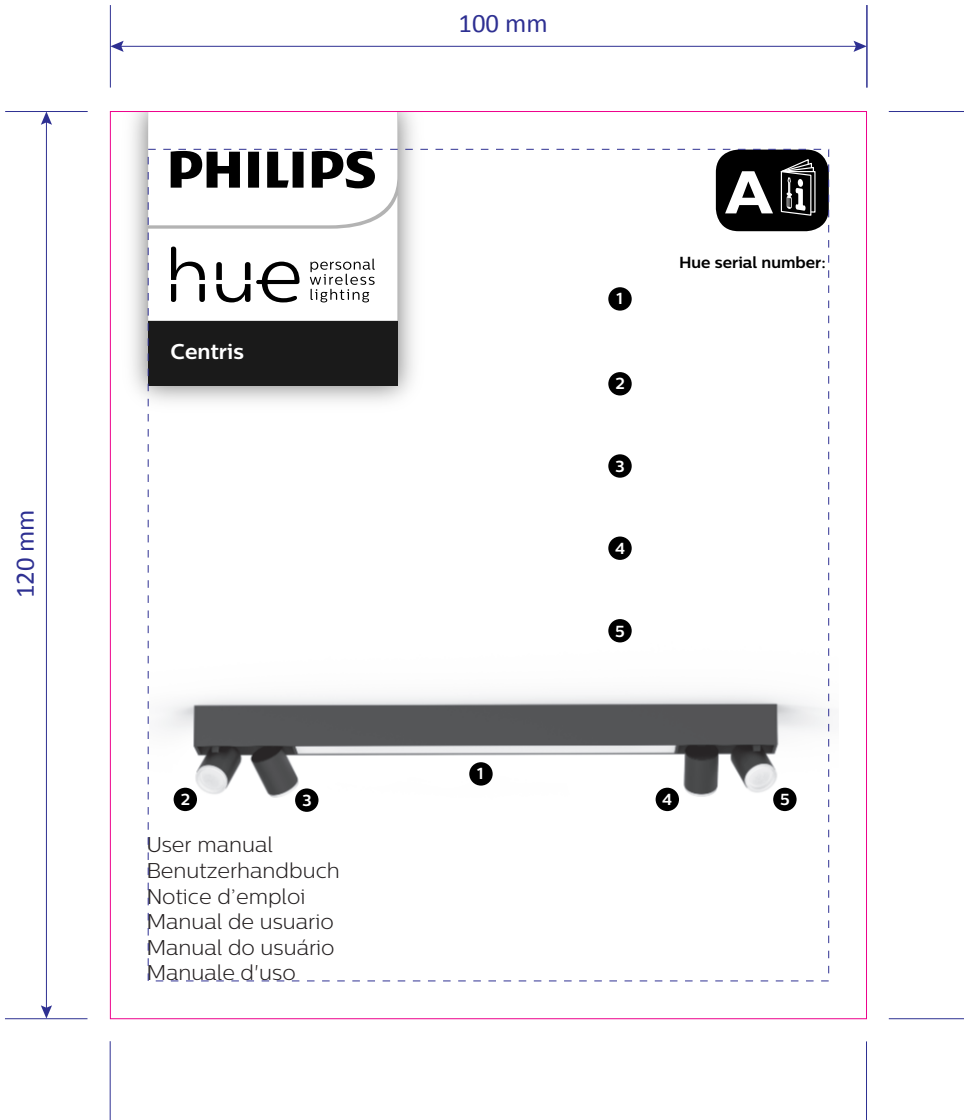 100 mm
120 mm
PHILIPS
A i
hue personal
wireless
lighting
Centris
Hue serial number:
1
2
3
4
5
2
3
1
4
5
User manual
Benutzerhandbuch
Notice d’emploi
Manual de usuario
Manual do usuário
Manuale d'uso